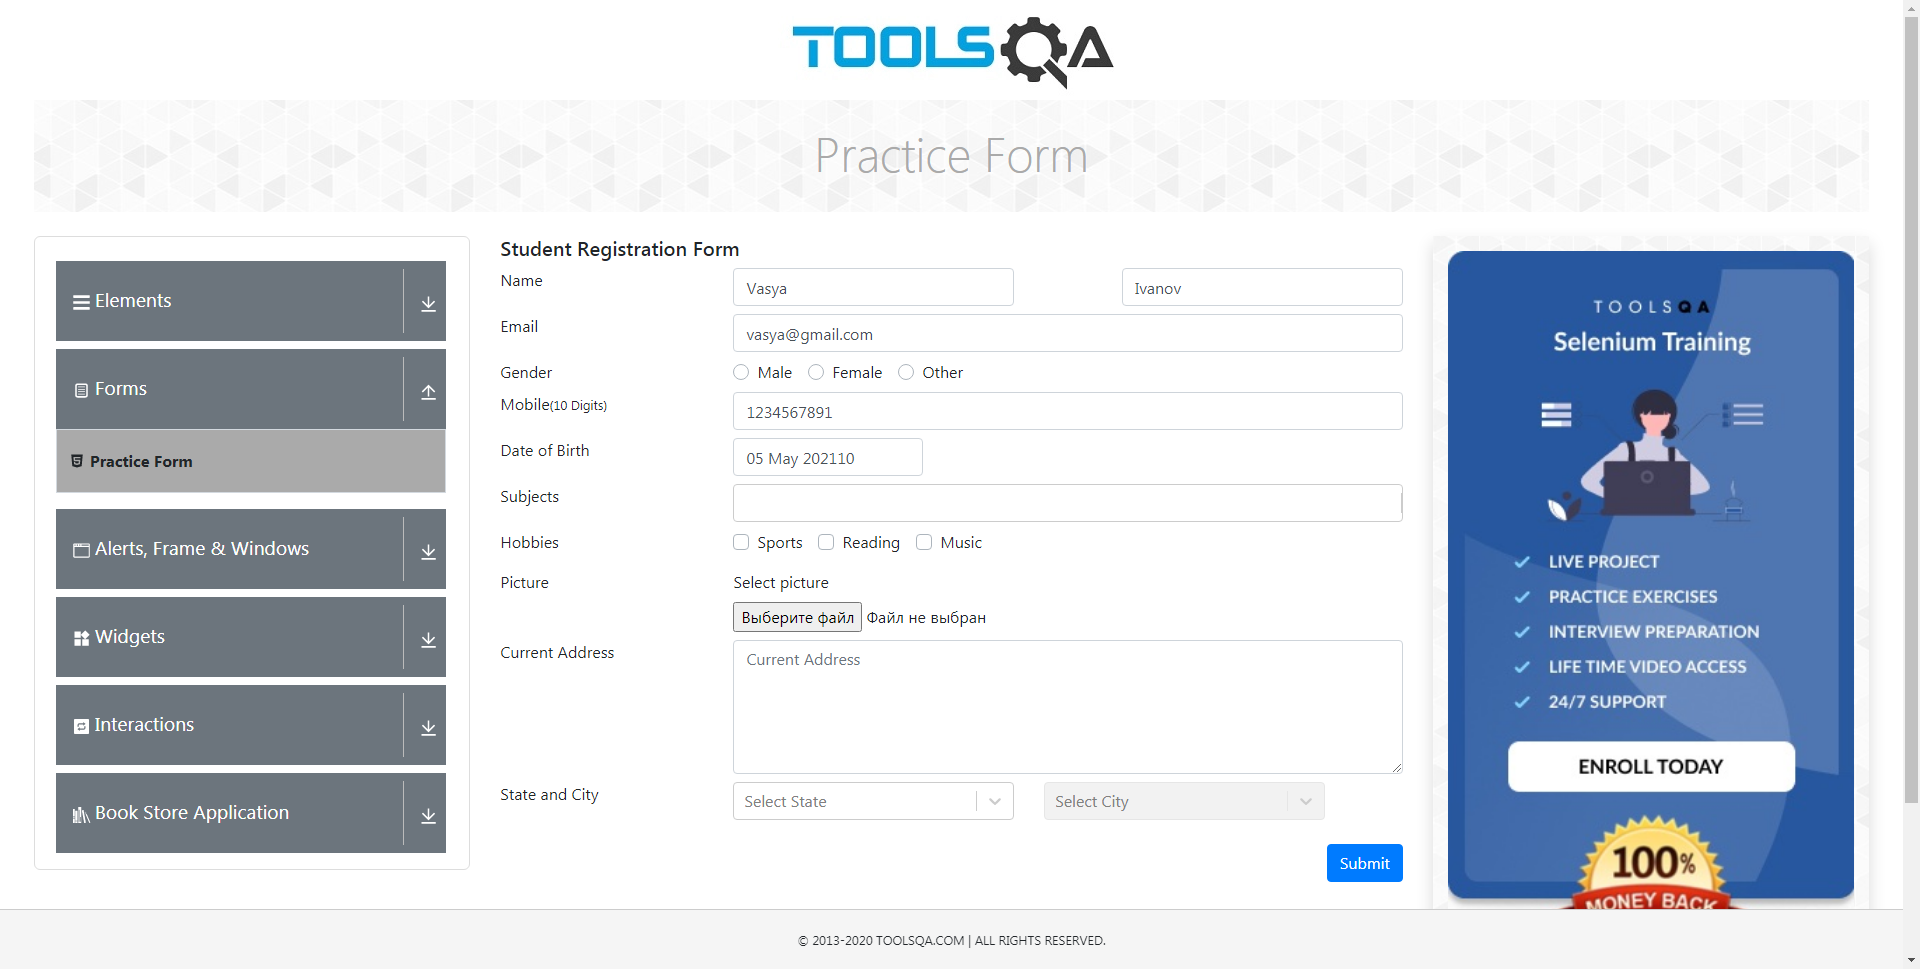 TOOLSQA
Practice Form
Elements
Forms
Practice Form
Alerts, Frame & Windows
Widgets
Interactions
Book Store Application
Student Registration Form
Name
Vasya
Ivanov
Email
vasya@gmail.com
Gender
Male
Female
Other
Mobile(10 Digits)
1234567891
Date of Birth
05 May 202110
Subjects
Hobbies
Sports
Reading
Music
Picture
Select picture
Выберите файл Файл не выбран
Current Address
Current Address
State and City
Select State
Select City
Submit
TOOLSQA
Selenium Training
LIVE PROJECT
PRACTICE EXERCISES
INTERVIEW PREPARATION
LIFE TIME VIDEO ACCESS
24/7 SUPPORT
ENROLL TODAY
100%
MONEY BACK
© 2013-2020 TOOLSQA.COM | ALL RIGHTS RESERVED.